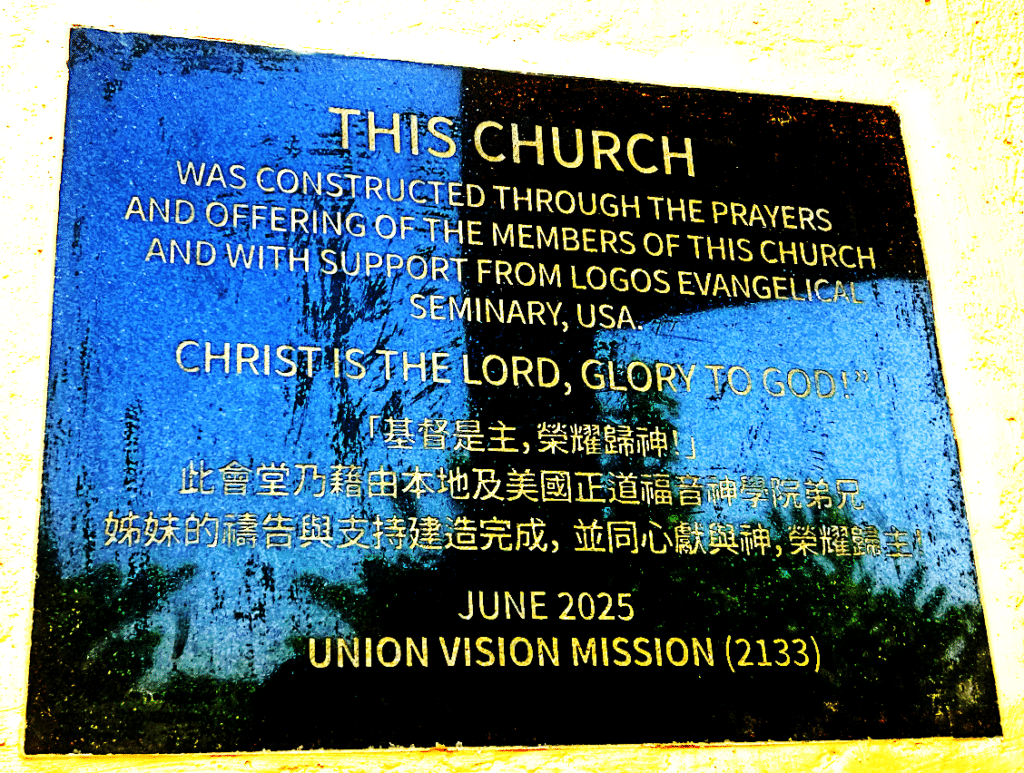 THIS CHURCH
WAS CONSTRUCTED THROUGH THE PRAYERS
AND OFFERING OF THE MEMBERS OF THIS CHURCH
AND WITH SUPPORT FROM LOGOS EVANGELICAL
SEMINARY, USA.
CHRIST IS THE LORD, GLORY TO GOD!”
「基督是主,榮耀歸神!」
此會堂乃藉由本地及美國正道福音神學院弟兄
姊妹的禱告與支持建造完成, 並同心獻與神,榮耀歸主!
JUNE 2025
UNION VISION MISSION (2133)